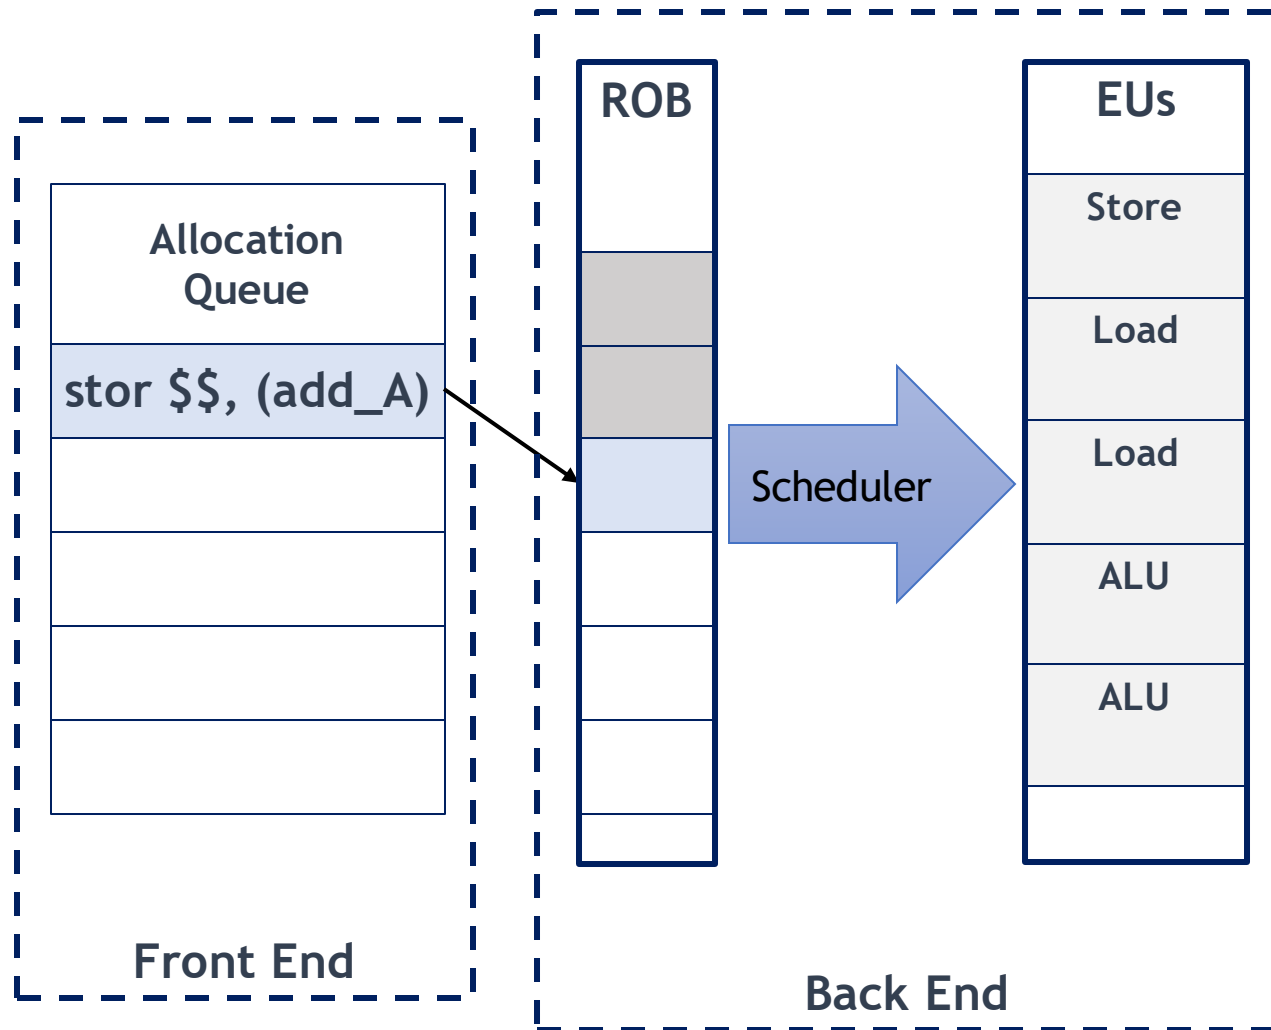 Allocation
Queue
stor $$, (add_A)
Front End
ROB
Scheduler
EUs
Store
Load
Load
ALU
ALU
Back End